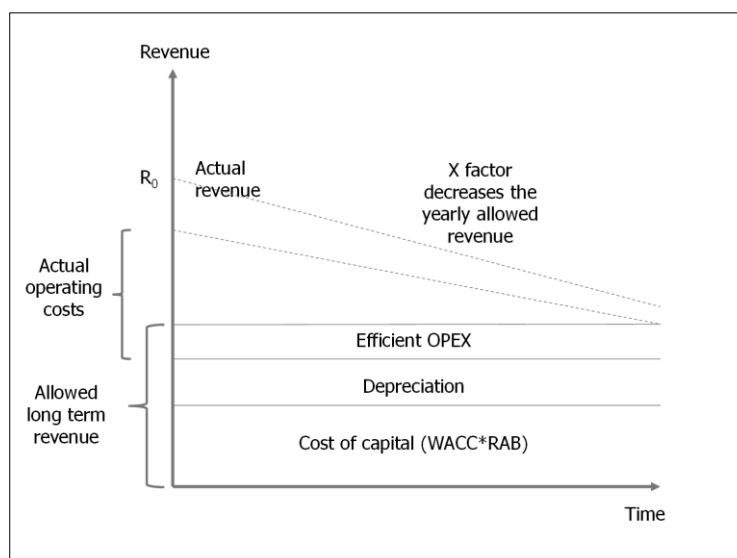 Revenue
R0
Actual
revenue
X factor
decreases the
yearly allowed
revenue
Actual
operating
costs
Efficient OPEX
Allowed
long term
revenue
Depreciation
Cost of capital (WACC*RAB)
Time